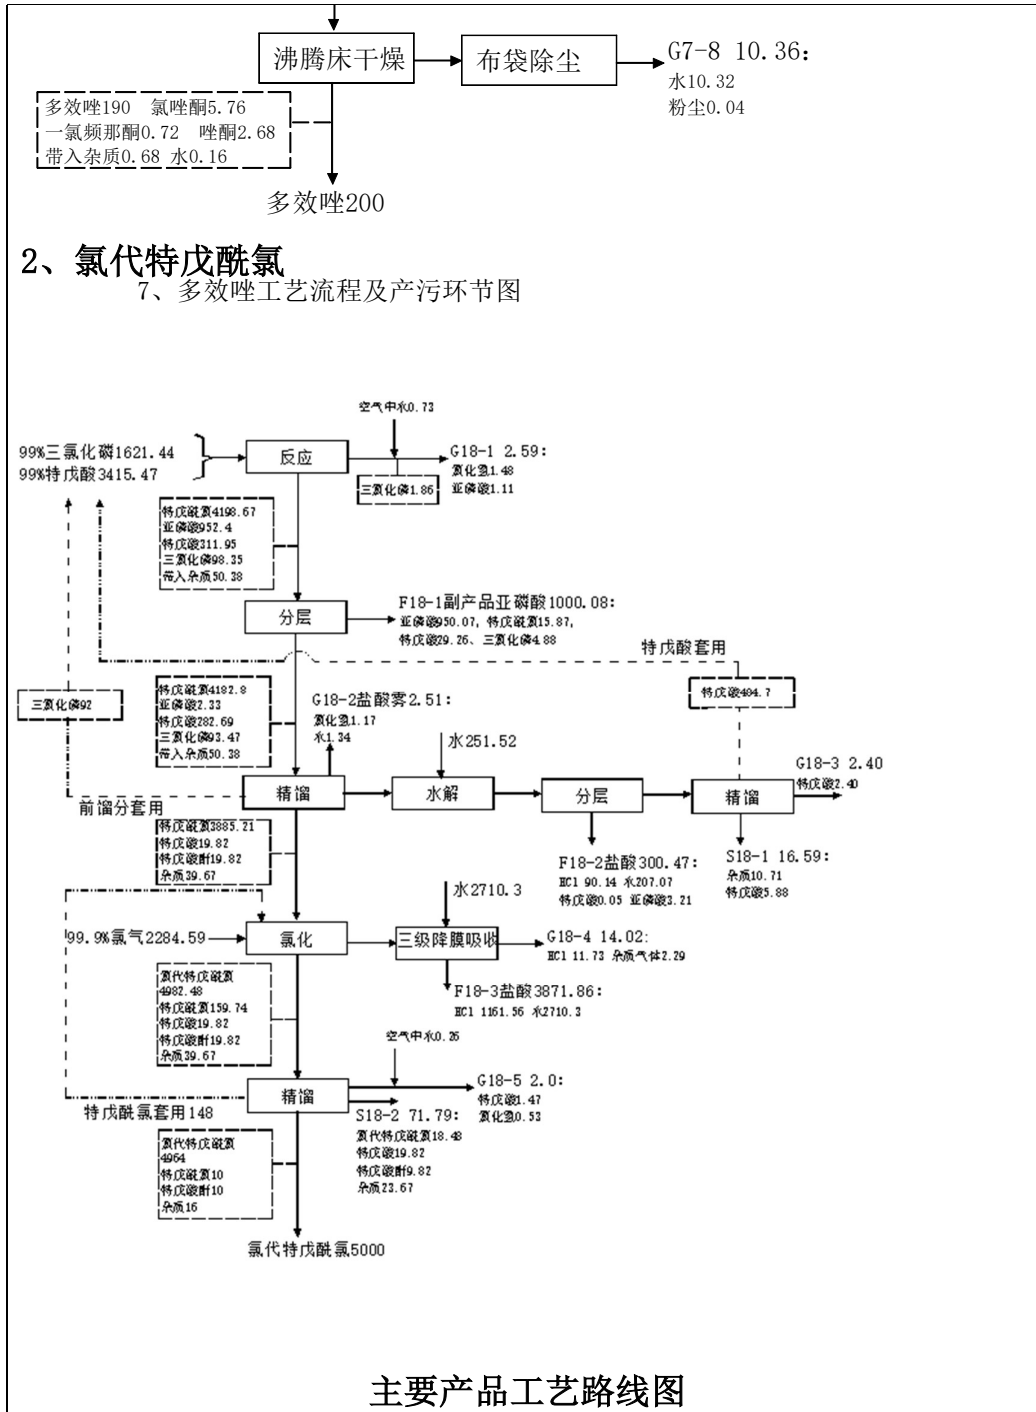 沸腾床干燥
布袋除尘
G7-8 10.36:
水10.32
粉尘0.04
多效唑190 氯唑酮5.76
一氯频那酮0.72 唑酮2.68
带入杂质0.68 水0.16
多效唑200
2、氯代特戊酰氯
7、多效唑工艺流程及产污环节图
空气中水0.73
99%三氯化磷1621.44
99%特戊酸3415.47
反应
G18-1 2.59:
氯化氢1.48
亚磷酸1.11
三氯化磷1.86
特戊酰氯4198.67
亚磷酸952.4
特戊酸311.95
三氯化磷98.35
带入杂质50.38
分层
F18-1副产品亚磷酸1000.08:
亚磷酸950.07, 特戊酰氯15.87,
特戊酸29.26、三氯化磷4.88
特戊酸套用
三氯化磷92
特戊酰氯4182.8
亚磷酸2.33
特戊酸282.69
三氯化磷93.47
带入杂质50.38
G18-2盐酸雾2.51:
氯化氢1.17
水1.34
特戊酸404.7
水251.52
精馏
水解
分层
精馏
G18-3 2.40
特戊酸2.40
前馏分套用
特戊酰氯3885.21
特戊酸19.82
特戊酸酐19.82
杂质39.67
F18-2盐酸300.47:
HCl 90.14 水207.07
特戊酸0.05 亚磷酸3.21
S18-1 16.59:
杂质10.71
特戊酸5.88
水2710.3
99.9%氯气2284.59
氯化
三级降膜吸收
G18-4 14.02:
HCl 11.73 杂质气体2.29
F18-3盐酸3871.86:
HCl 1161.56 水2710.3
氯代特戊酰氯
4982.48
特戊酰氯159.74
特戊酸19.82
特戊酸酐19.82
杂质39.67
空气中水0.26
精馏
G18-5 2.0:
特戊酸1.47
氯化氢0.53
特戊酰氯套用148
S18-2 71.79:
氯代特戊酰氯18.48
特戊酸19.82
特戊酸酐9.82
杂质23.67
氯代特戊酰氯
4964
特戊酰氯10
特戊酸酐10
杂质16
氯代特戊酰氯5000
主要产品工艺路线图